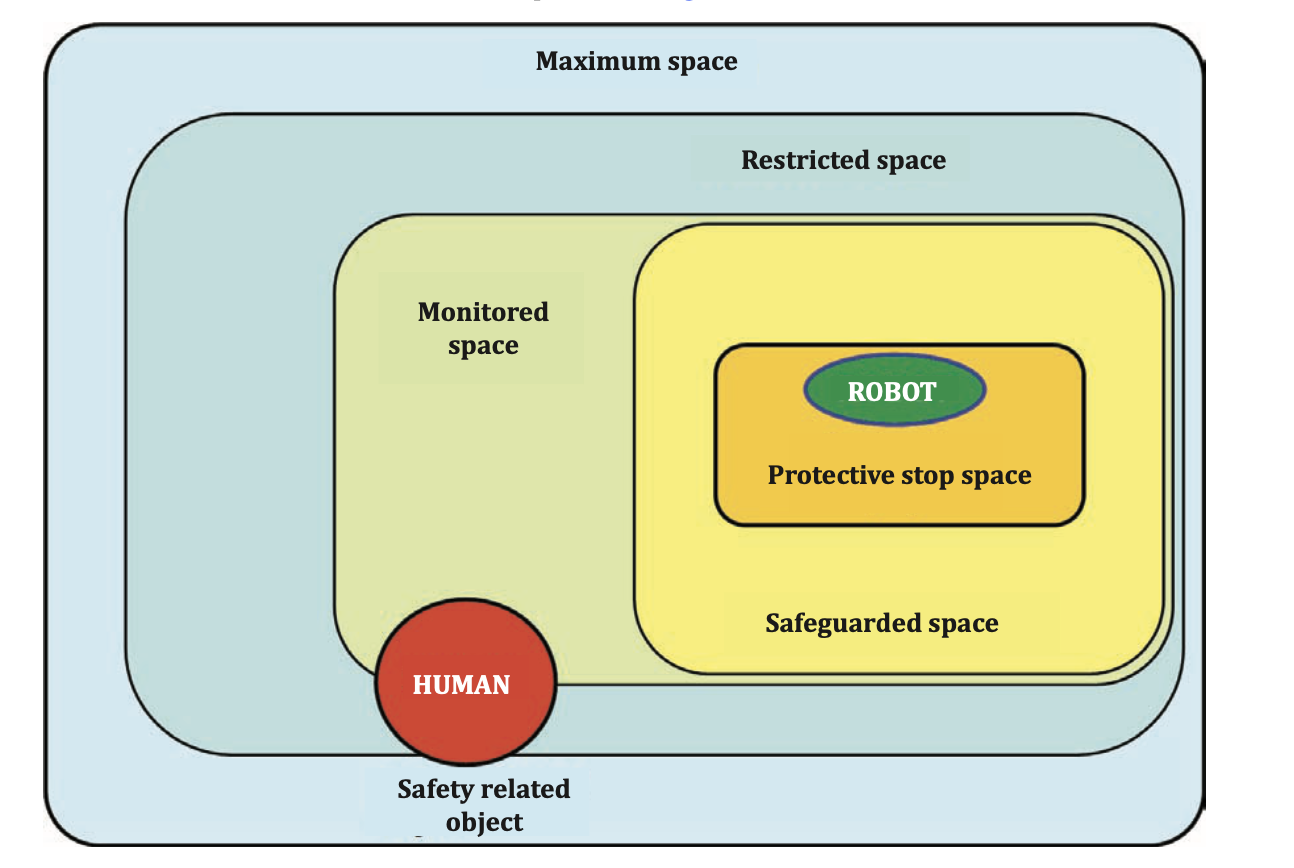 Maximum space
Restricted space
Monitored
space
ROBOT
Protective stop space
Safeguarded space
HUMAN
Safety related
object